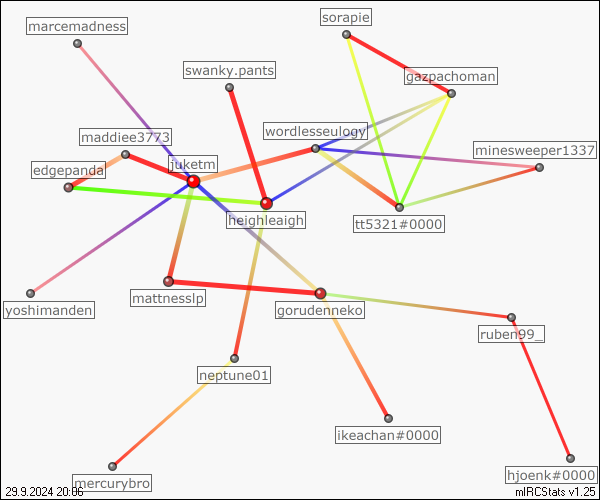 sorapie
marcemadness
swanky.pants
gazpachoman
wordlesseulogy
maddiee3773
minesweeper1337
juketm
edgepanda
heighleaigh
tt5321#0000
mattnesslp
yoshimanden
gorudenneko
ruben99_
neptune01
ikeachan#0000
hjoenk#0000
mercurybro
29.9.2024 20:06
mIRCStats v1.25